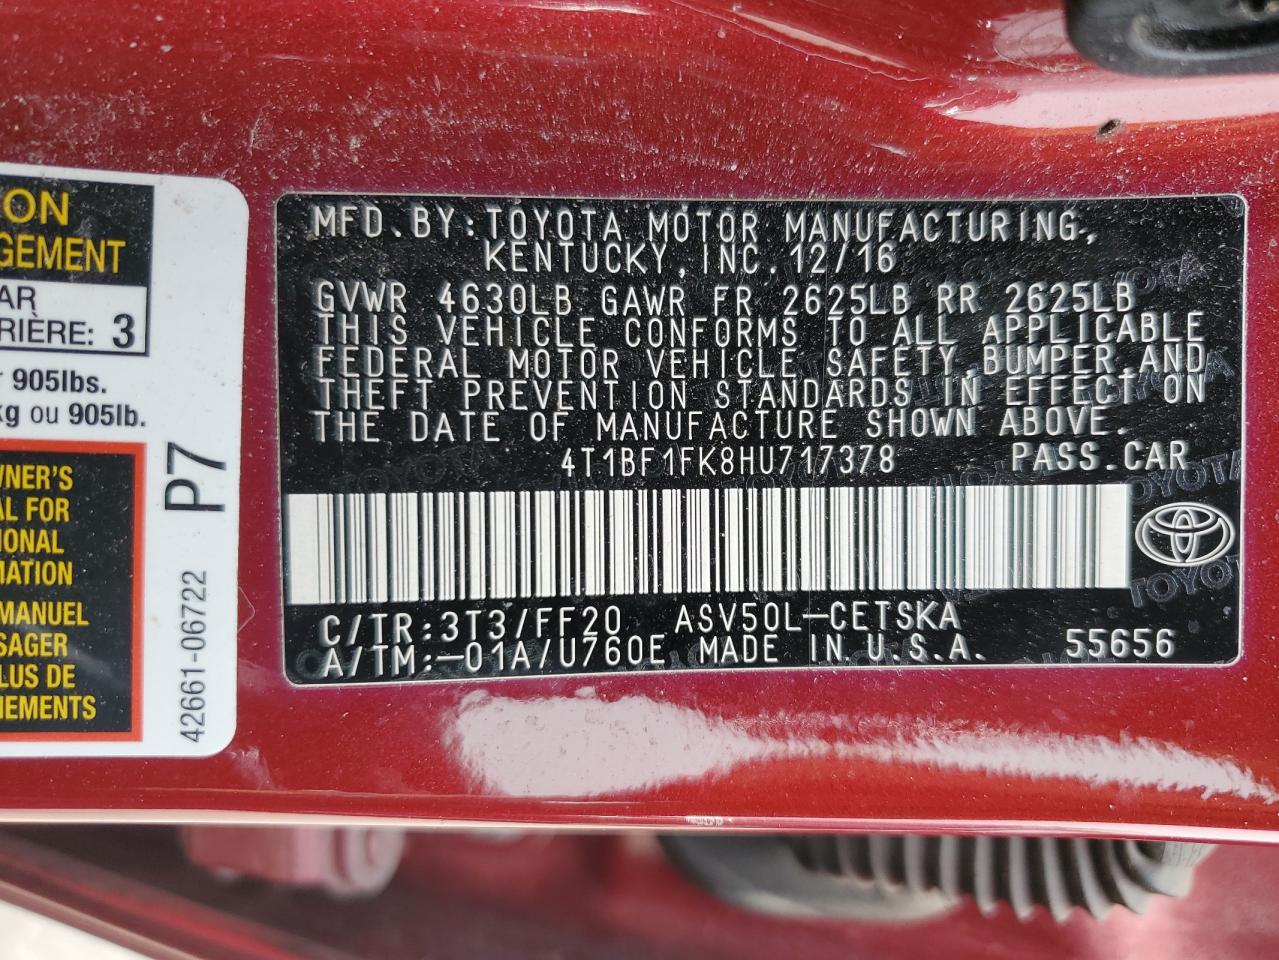 ON
GEMENT
AR
RIÈRE: 3
905lbs.
kg ou 905lb.
WNER'S
AL FOR
IONAL
MATION
MANUEL
SAGER
LUS DE
NEMENTS
P7
42661-06722
MFD.BY:TOYOTA MOTOR MANUFACTURING,
KENTUCKY,INC.12/16
GVWR 4630LB GAWR FR 2625LB RR 2625LB
THIS VEHICLE CONFORMS TO ALL APPLICABLE
FEDERAL MOTOR VEHICLE SAFETY,BUMPER,AND
THEFT PREVENTION STANDARDS IN EFFECT ON
THE DATE OF MANUFACTURE SHOWN ABOVE.
4T1BF1FK8HU717378 PASS.CAR
C/TR:3T3/FF20 ASV50L-CETSKA
A/TM:-01A/U760E MADE IN U.S.A. 55656